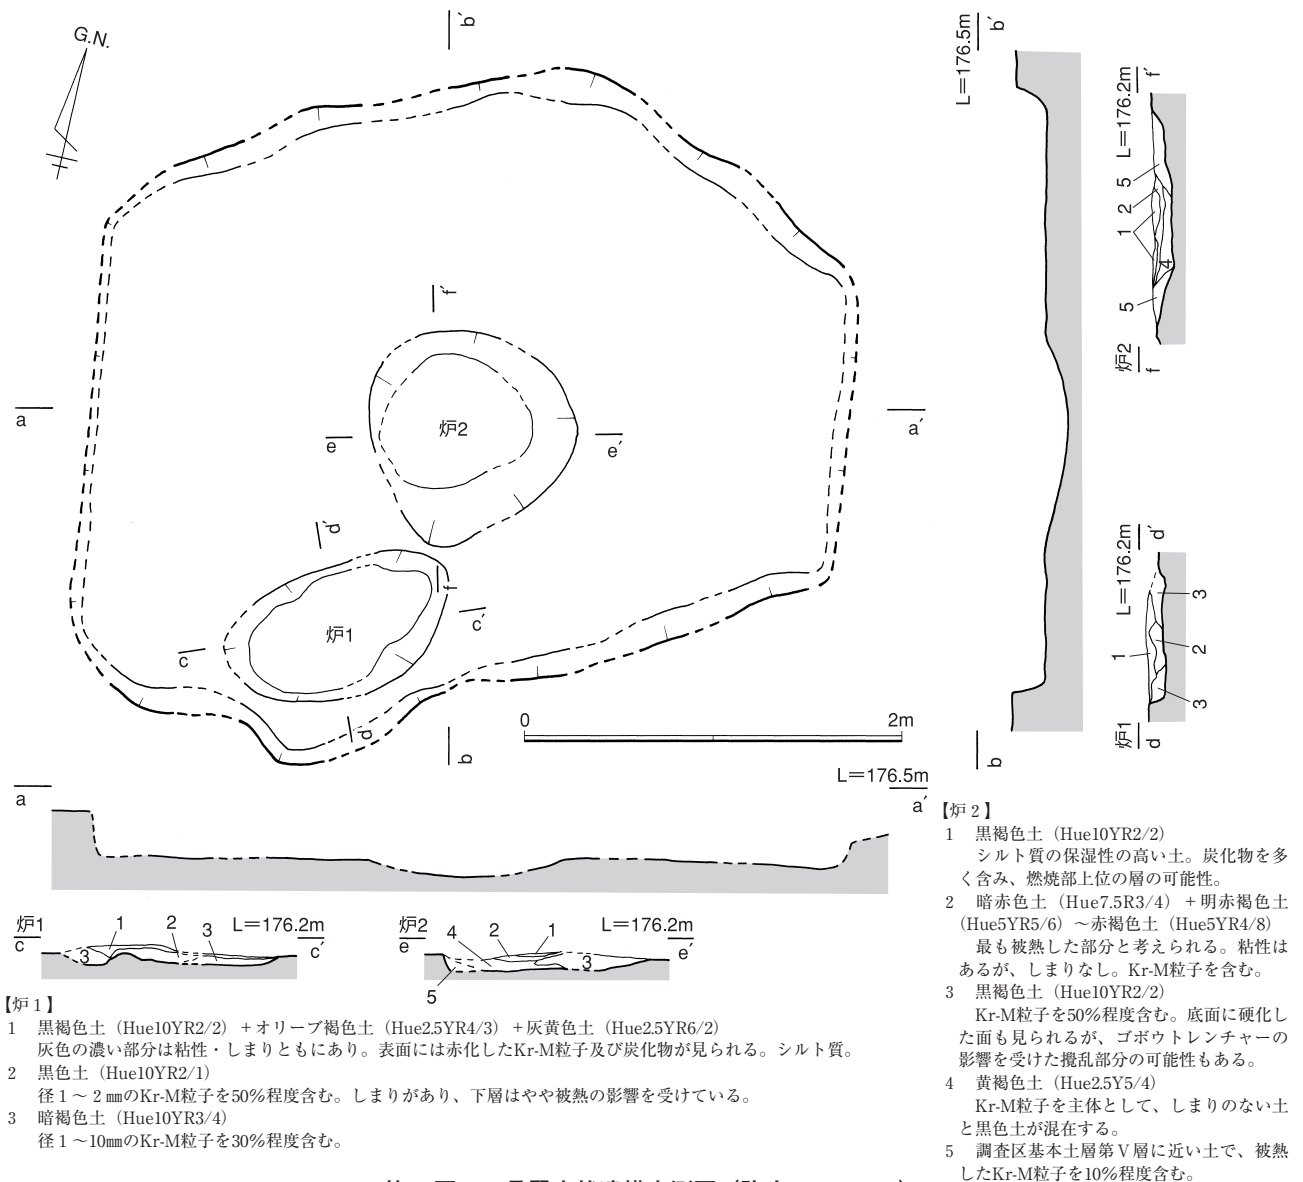 G.N.
b′
L＝176.5m
b′
L＝176.2m
f′
5
2
1
4
5
炉2
f
f′
a
a′
炉2
e
e′
d′
f
炉1
c′
c
d
b
0
2m
L＝176.2m
d′
3
1
2
3
炉1
d
b
L＝176.5m
a
a′
炉1
c
1
2
3
3
L＝176.2m
c′
炉2
e
4
2
1
3
5
L＝176.2m
e′
【炉1】
1　黒褐色土（Hue10YR2/2）＋オリーブ褐色土（Hue2.5YR4/3）＋灰黄色土（Hue2.5YR6/2）
灰色の濃い部分は粘性・しまりともにあり。表面には赤化したKr-M粒子及び炭化物が見られる。シルト質。
2　黒色土（Hue10YR2/1）
径1～2㎜のKr-M粒子を50%程度含む。しまりがあり、下層はやや被熱の影響を受けている。
3　暗褐色土（Hue10YR3/4）
径1～10㎜のKr-M粒子を30%程度含む。
【炉2】
1　黒褐色土（Hue10YR2/2）
シルト質の保湿性の高い土。炭化物を多
く含み、燃焼部上位の層の可能性。
2　暗赤色土（Hue7.5R3/4）＋明赤褐色土
（Hue5YR5/6）～赤褐色土（Hue5YR4/8）
最も被熱した部分と考えられる。粘性は
あるが、しまりなし。Kr-M粒子を含む。
3　黒褐色土（Hue10YR2/2）
Kr-M粒子を50%程度含む。底面に硬化し
た面も見られるが、ゴボウトレンチャーの
影響を受けた攪乱部分の可能性もある。
4　黄褐色土（Hue2.5Y5/4）
Kr-M粒子を主体として、しまりのない土
と黒色土が混在する。
5　調査区基本土層第Ⅴ層に近い土で、被熱
したKr-M粒子を10%程度含む。